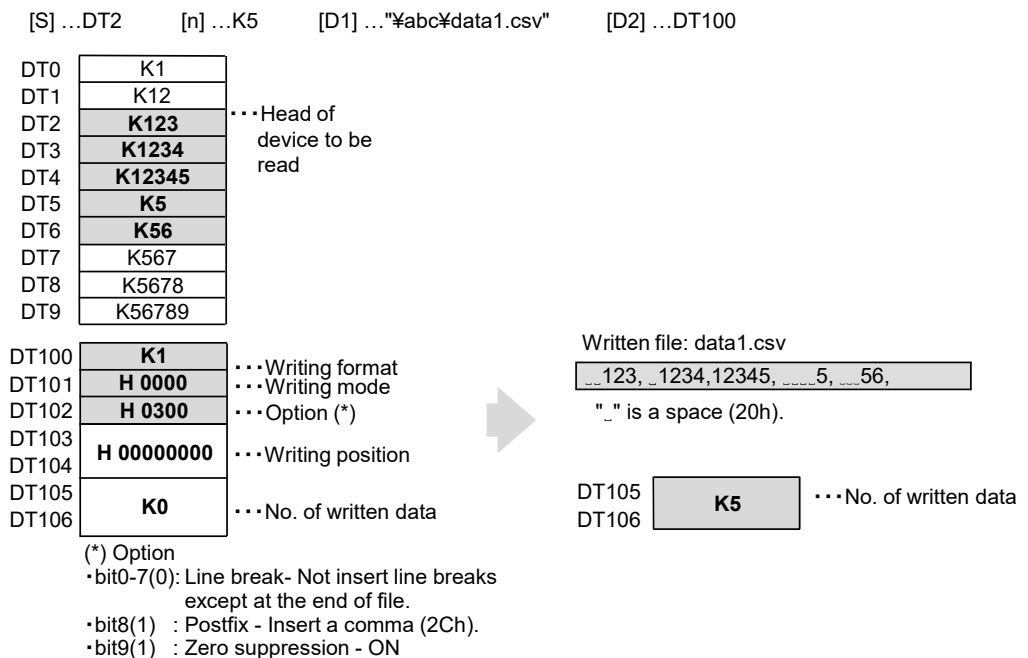 [S] …DT2 [n] …K5 [D1] …"¥abc¥data1.csv" [D2] …DT100
DT0 K1
DT1 K12
DT2 K123 ･･･Head of
device to be
read
DT3 K1234
DT4 K12345
DT5 K5
DT6 K56
DT7 K567
DT8 K5678
DT9 K56789
DT100 K1 ･･･Writing format
DT101 H 0000 ･･･Writing mode
DT102 H 0300 ･･･Option (*)
DT103
DT104 H 00000000 ･･･Writing position
DT105
DT106 K0 ･･･No. of written data
(*) Option
･bit0-7(0): Line break- Not insert line breaks
except at the end of file.
･bit8(1) : Postfix - Insert a comma (2Ch).
･bit9(1) : Zero suppression - ON
Written file: data1.csv
␣␣123, ␣1234,12345, ␣␣␣␣5, ␣␣␣56,
"␣" is a space (20h).
DT105
DT106 K5 ･･･No. of written data